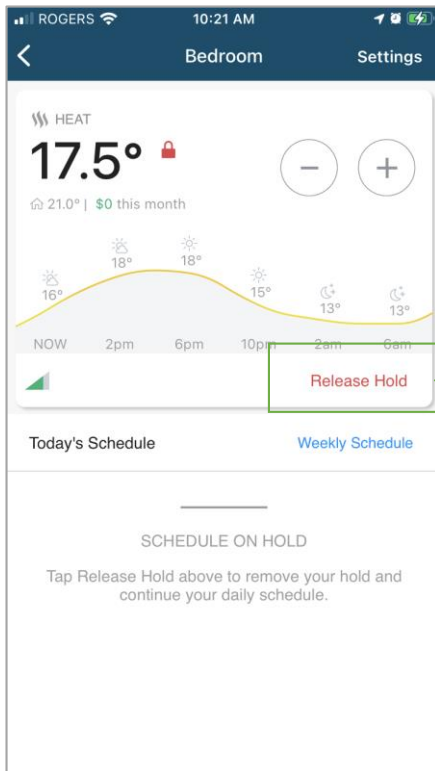 ROGERS 10:21 AM
Bedroom Settings
HEAT
17.5°
21.0° | $0 this month
16° 18° 18° 15° 13° 13°
NOW 2pm 6pm 10pm 2am 6am
Release Hold
Today's Schedule Weekly Schedule
SCHEDULE ON HOLD
Tap Release Hold above to remove your hold and
continue your daily schedule.